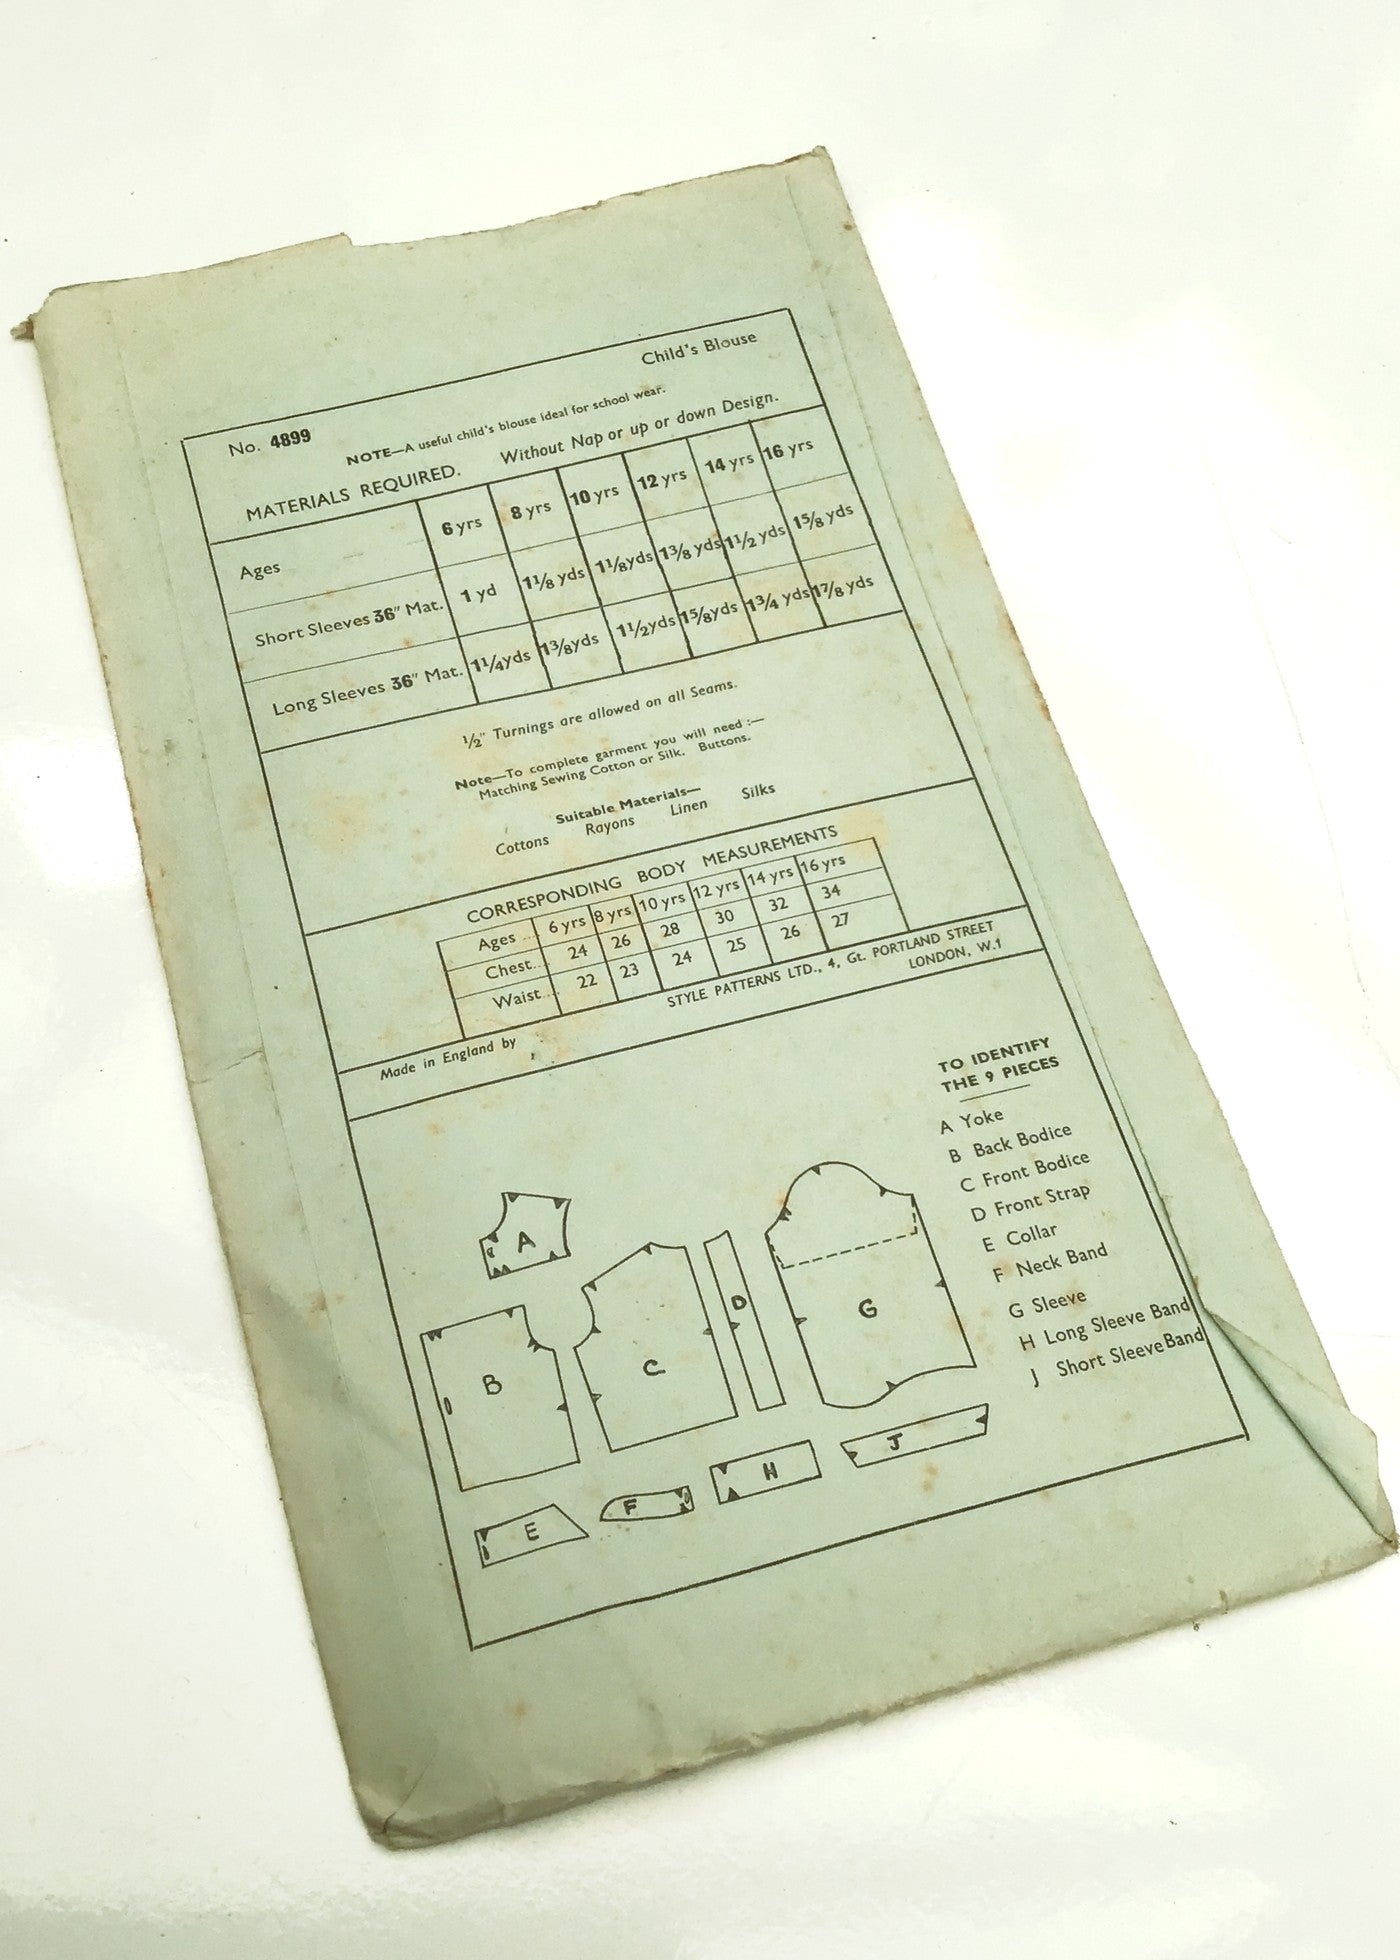 Child's Blouse
No. 4899
NOTE—A useful child's blouse ideal for school wear.
MATERIALS REQUIRED. Without Nap or up or down Design.
Ages 6 yrs 8 yrs 10 yrs 12 yrs 14 yrs 16 yrs
Short Sleeves 36" Mat. 1 yd 1⅛ yds 1⅛yds 1⅜ yds 1½ yds 1⅝ yds
Long Sleeves 36" Mat. 1¼yds 1⅜yds 1½yds 1⅝yds 1¾ yds 1⅞ yds
½" Turnings are allowed on all Seams.
Note—To complete garment you will need :—
Matching Sewing Cotton or Silk. Buttons.
Suitable Materials—
Cottons Rayons Linen Silks
CORRESPONDING BODY MEASUREMENTS
Ages ... 6 yrs 8 yrs 10 yrs 12 yrs 14 yrs 16 yrs
Chest... 24 26 28 30 32 34
Waist... 22 23 24 25 26 27
Made in England by STYLE PATTERNS LTD., 4, Gt. PORTLAND STREET
LONDON, W.1
TO IDENTIFY
THE 9 PIECES
A Yoke
B Back Bodice
C Front Bodice
D Front Strap
E Collar
F Neck Band
G Sleeve
H Long Sleeve Band
J Short Sleeve Band
A
B
C
D
G
E
F
H
J